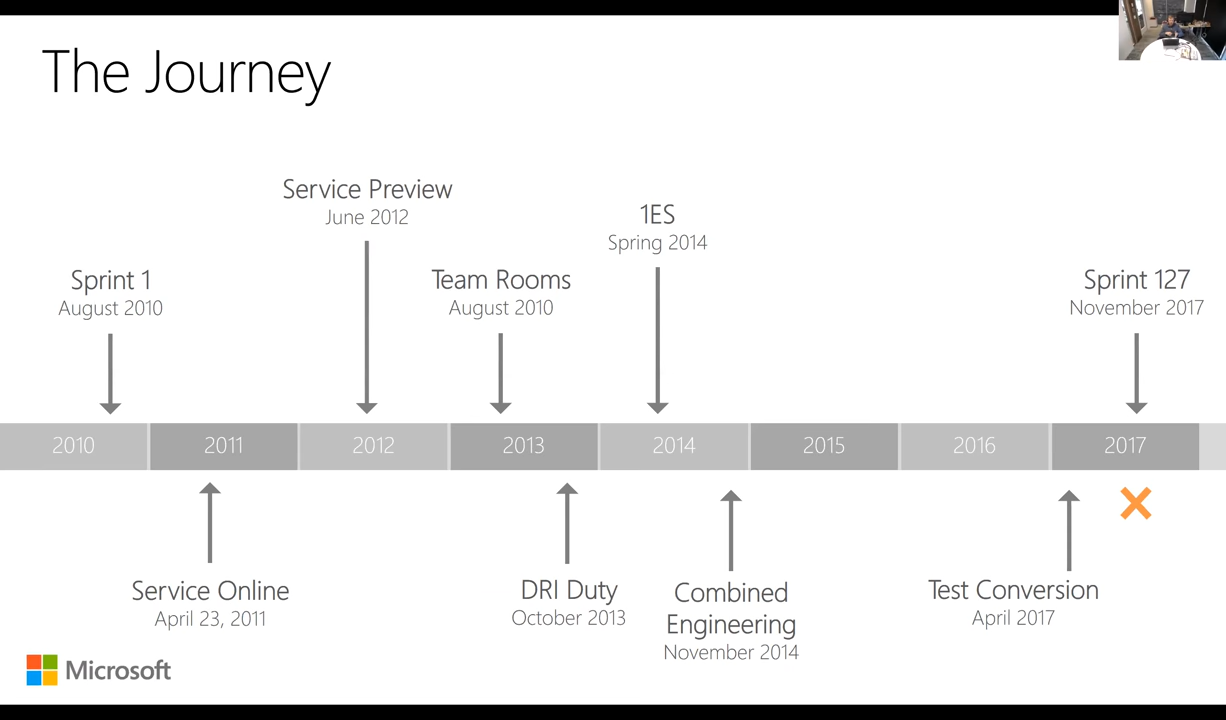 The Journey
Service Preview
June 2012
1ES
Spring 2014
Sprint 1
August 2010
Team Rooms
August 2010
Sprint 127
November 2017
2010
2011
2012
2013
2014
2015
2016
2017
Service Online
April 23, 2011
DRI Duty
October 2013
Combined
Engineering
November 2014
Test Conversion
April 2017
Microsoft